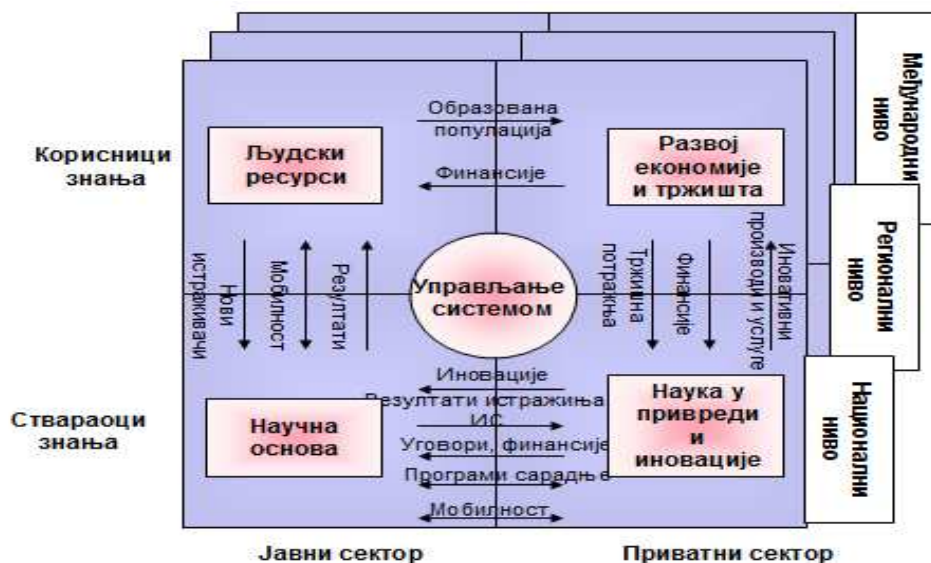 Образована
популација
Финансије
Корисници
знања
Људски
ресурси
Развој
економије
и тржишта
Међународни
ниво
Регионални
ниво
Национални
ниво
Нови
истраживачи
Мобилност
Резултати
Управљање
системом
Тржишна
потражња
Финансије
Иновативни
производи и услуге
Иновације
Резултати истражиња
ИС
Уговори, финансије
Програми сарадње
Мобилност
Ствараоци
знања
Научна
основа
Наука у
привреди
и
иновације
Јавни сектор
Приватни сектор